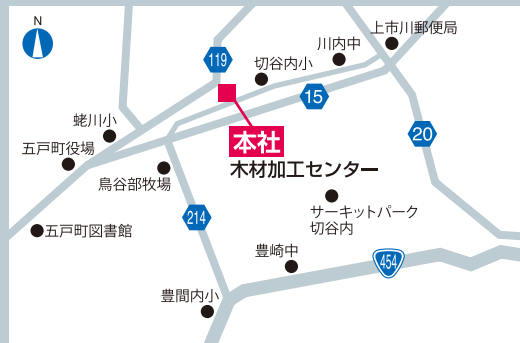 N
上市川郵便局
川内中
119
切谷内小
15
蛯川小
20
本社
五戸町役場
木材加工センター
鳥谷部牧場
サーキットパーク
切谷内
214
五戸町図書館
豊崎中
454
豊間内小